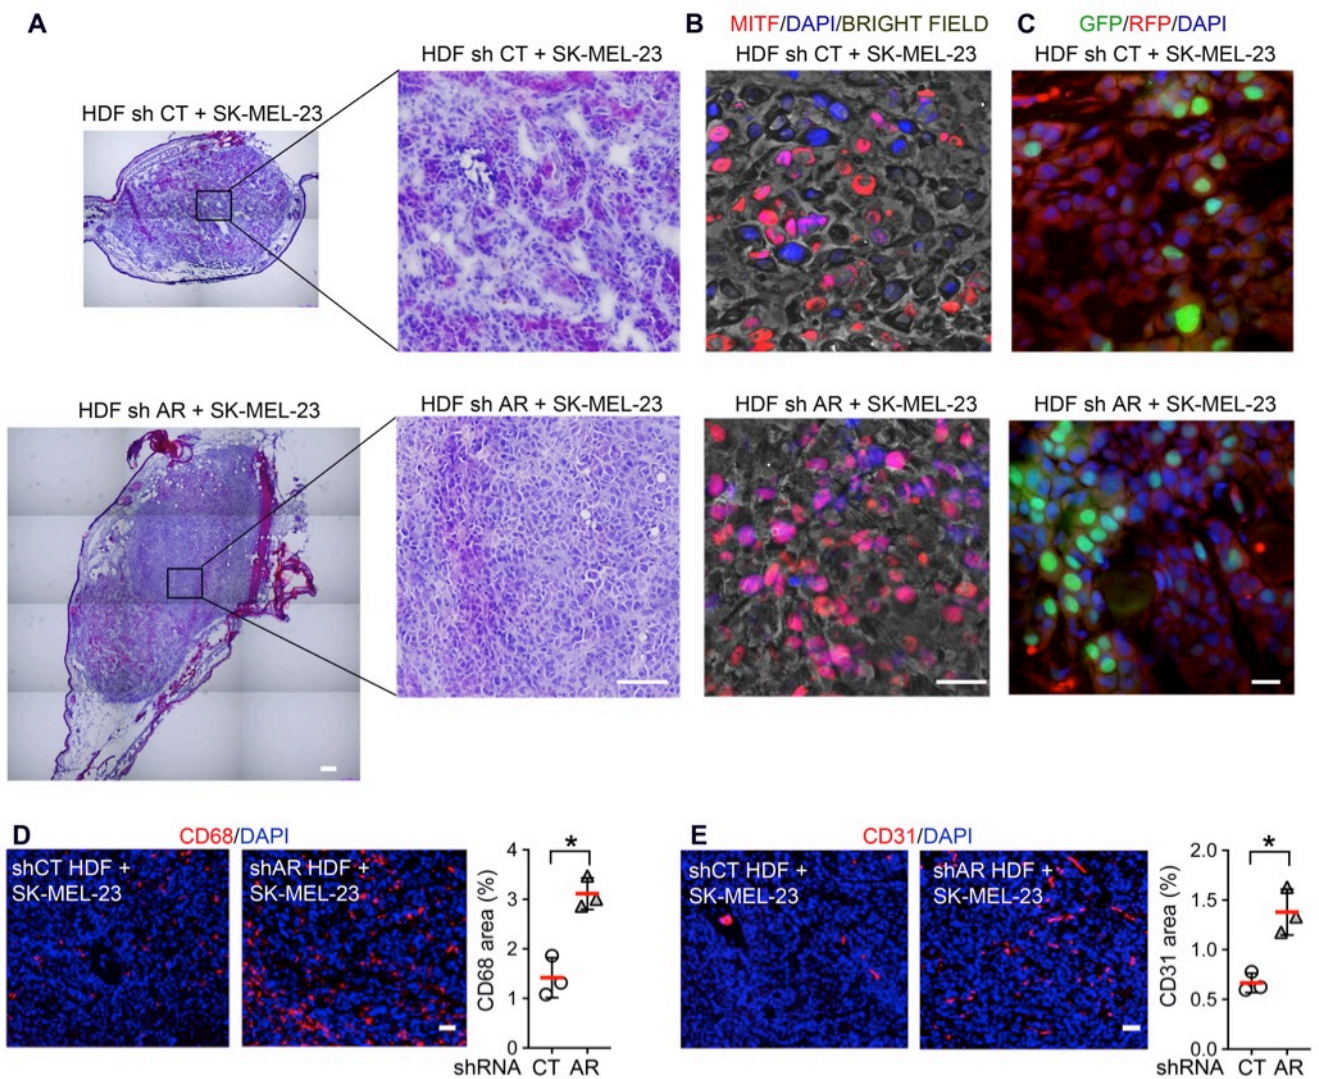 A
HDF sh CT + SK-MEL-23
HDF sh CT + SK-MEL-23
B
MITF/DAPI/BRIGHT FIELD
HDF sh CT + SK-MEL-23
C
GFP/RFP/DAPI
HDF sh CT + SK-MEL-23
HDF sh AR + SK-MEL-23
HDF sh AR + SK-MEL-23
HDF sh AR + SK-MEL-23
HDF sh AR + SK-MEL-23
D
CD68/DAPI
shCT HDF +
SK-MEL-23
shAR HDF +
SK-MEL-23
CD68 area (%)
4
3
2
1
0
*
shRNA CT AR
E
CD31/DAPI
shCT HDF +
SK-MEL-23
shAR HDF +
SK-MEL-23
CD31 area (%)
2.0
1.5
1.0
0.5
0.0
*
shRNA CT AR